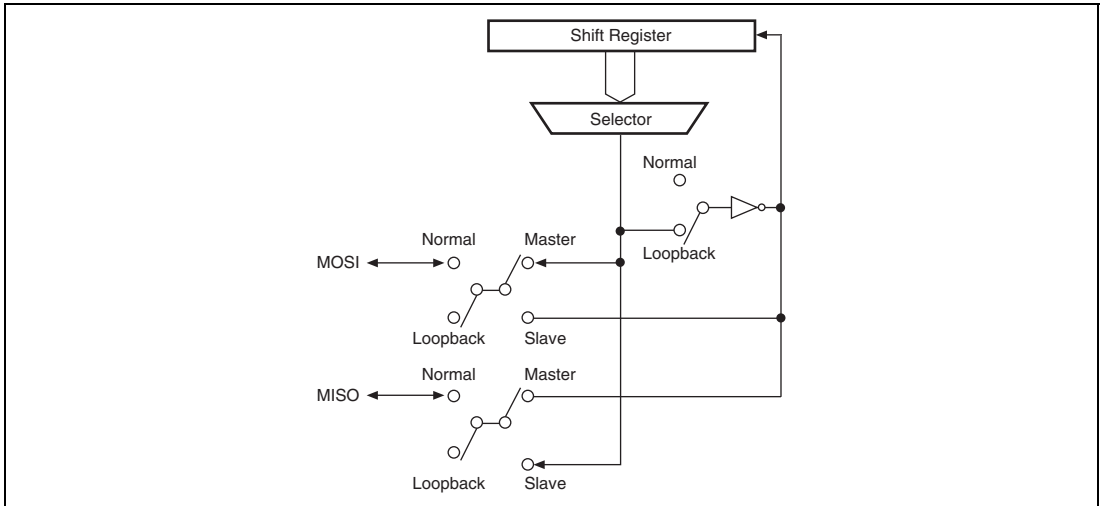 Shift Register
Selector
Normal
Loopback
Normal Master
MOSI
Loopback Slave
Normal Master
MISO
Loopback Slave